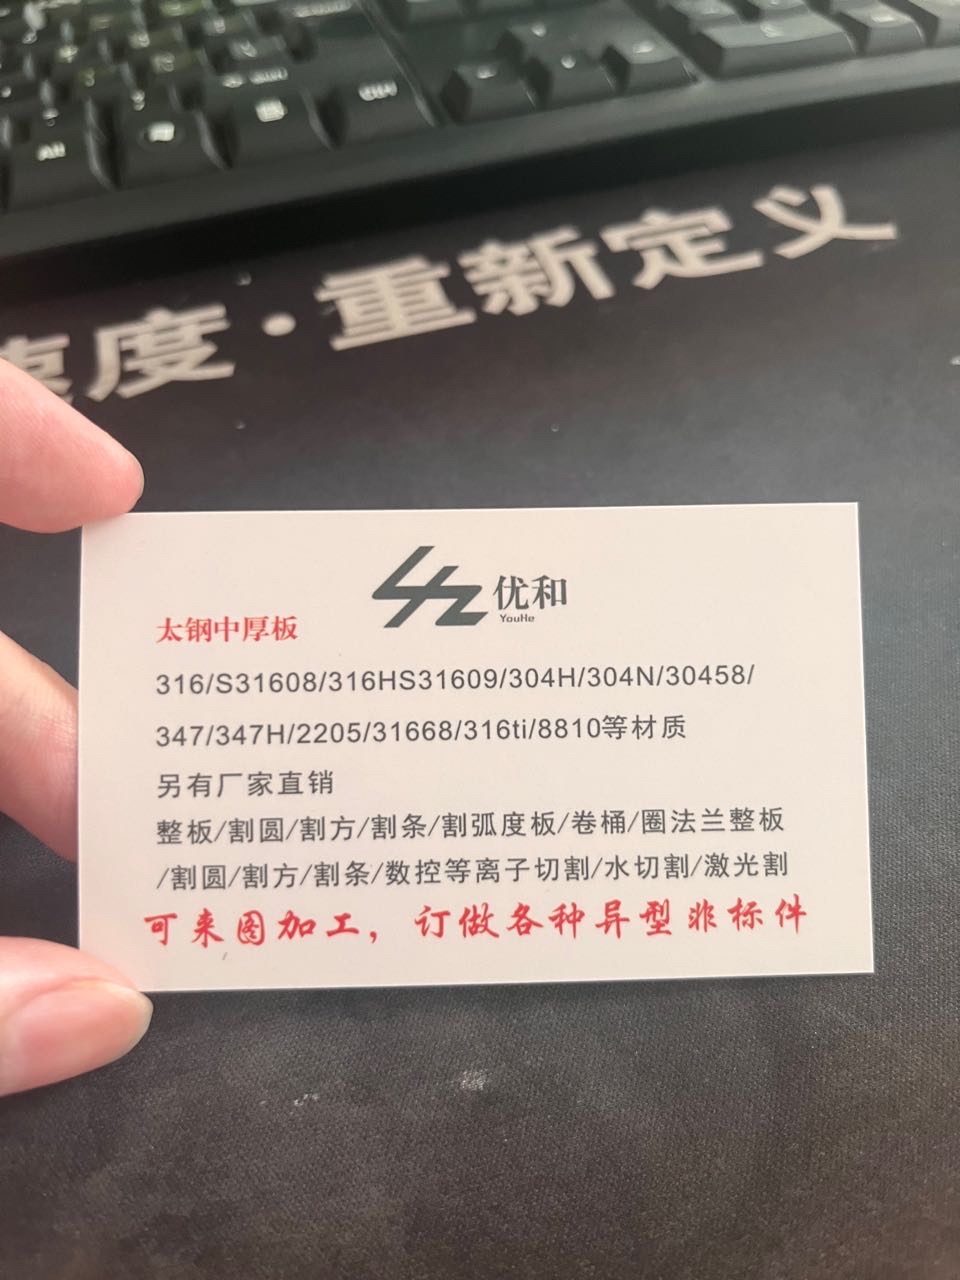 Alt
Ctrl
速度·重新定义
优和
YouHe
太钢中厚板
316/S31608/316HS31609/304H/304N/30458/
347/347H/2205/31668/316ti/8810等材质
另有厂家直销
整板/割圆/割方/割条/割弧度板/卷桶/圈法兰整板
/割圆/割方/割条/数控等离子切割/水切割/激光割
可来图加工，订做各种异型非标件